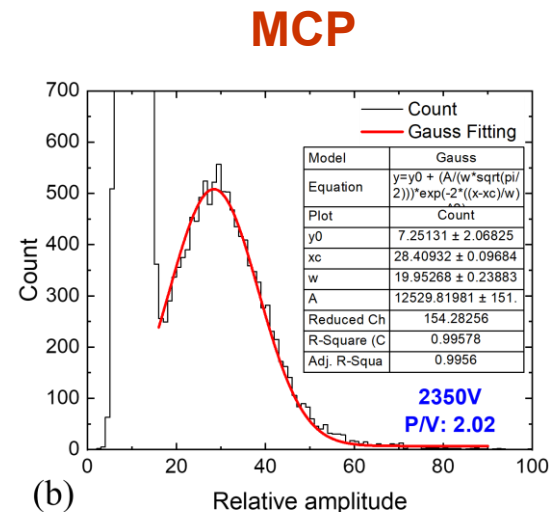 MCP
700
600
500
400
300
200
100
0
Count
Count
Gauss Fitting
Model Gauss
Equation y=y0 + (A/(w*sqrt(pi/
2)))*exp(-2*((x-xc)/w)
Plot Count
y0 7.25131 ± 2.06825
xc 28.40932 ± 0.09684
w 19.95268 ± 0.23883
A 12529.81981 ± 151.
Reduced Ch 154.28256
R-Square (C 0.99578
Adj. R-Squa 0.9956
2350V
P/V: 2.02
0 20 40 60 80 100
(b) Relative amplitude